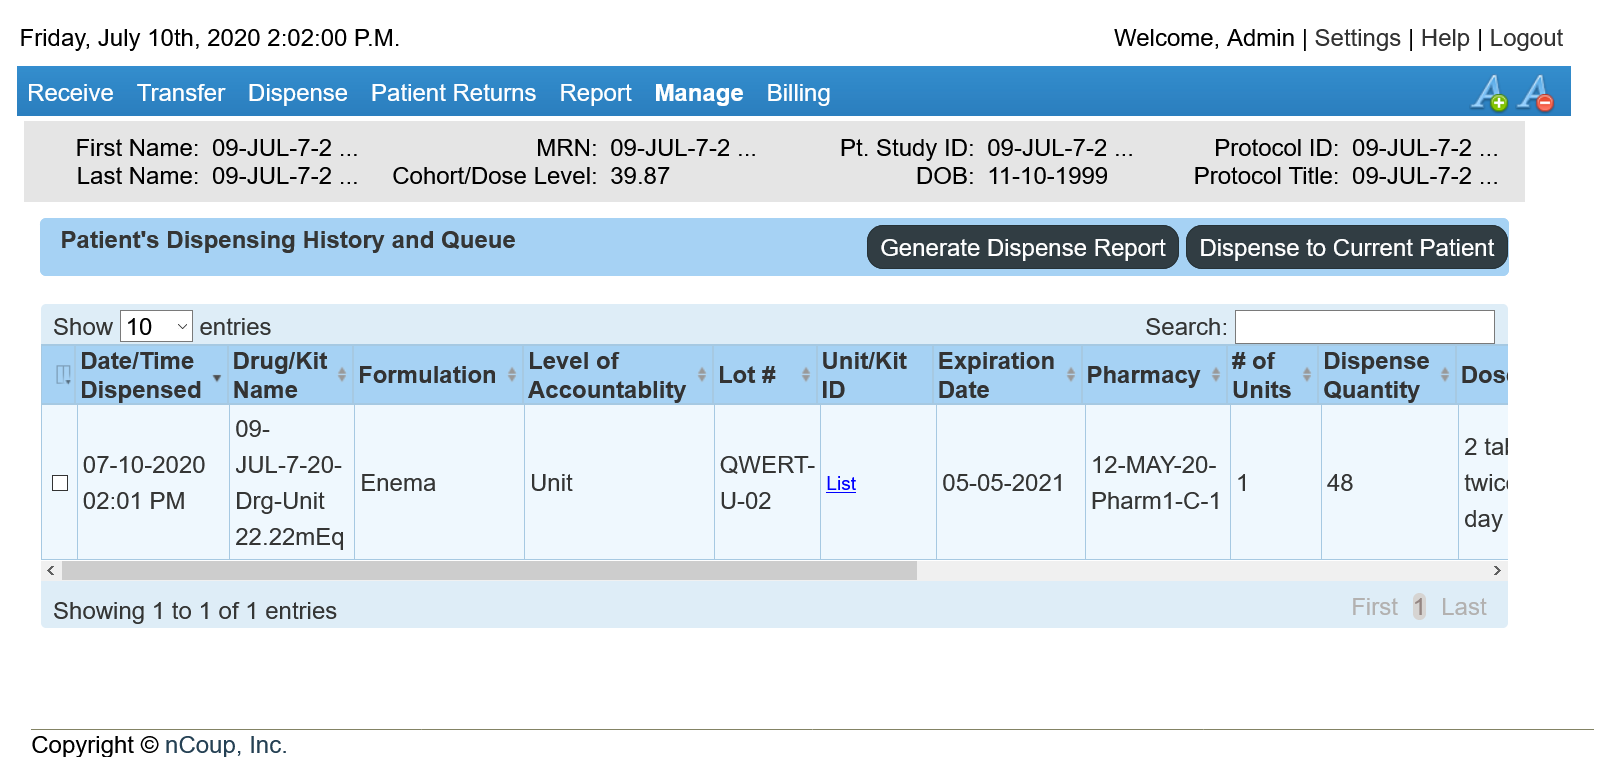 Friday, July 10th, 2020 2:02:00 P.M.
Welcome, Admin | Settings | Help | Logout
Receive Transfer Dispense Patient Returns Report Manage Billing
First Name: 09-JUL-7-2 ... MRN: 09-JUL-7-2 ... Pt. Study ID: 09-JUL-7-2 ... Protocol ID: 09-JUL-7-2 ...
Last Name: 09-JUL-7-2 ... Cohort/Dose Level: 39.87 DOB: 11-10-1999 Protocol Title: 09-JUL-7-2 ...
Patient's Dispensing History and Queue
Generate Dispense Report Dispense to Current Patient
Show 10 entries
Search:
Date/Time Dispensed
Drug/Kit Name
Formulation
Level of Accountablity
Lot #
Unit/Kit ID
Expiration Date
Pharmacy
# of Units
Dispense Quantity
07-10-2020
02:01 PM
09-
JUL-7-20-
Drg-Unit
22.22mEq
Enema
Unit
QWERT-
U-02
List
05-05-2021
12-MAY-20-
Pharm1-C-1
1
48
2
day
Showing 1 to 1 of 1 entries
First 1 Last
Copyright © nCoup, Inc.